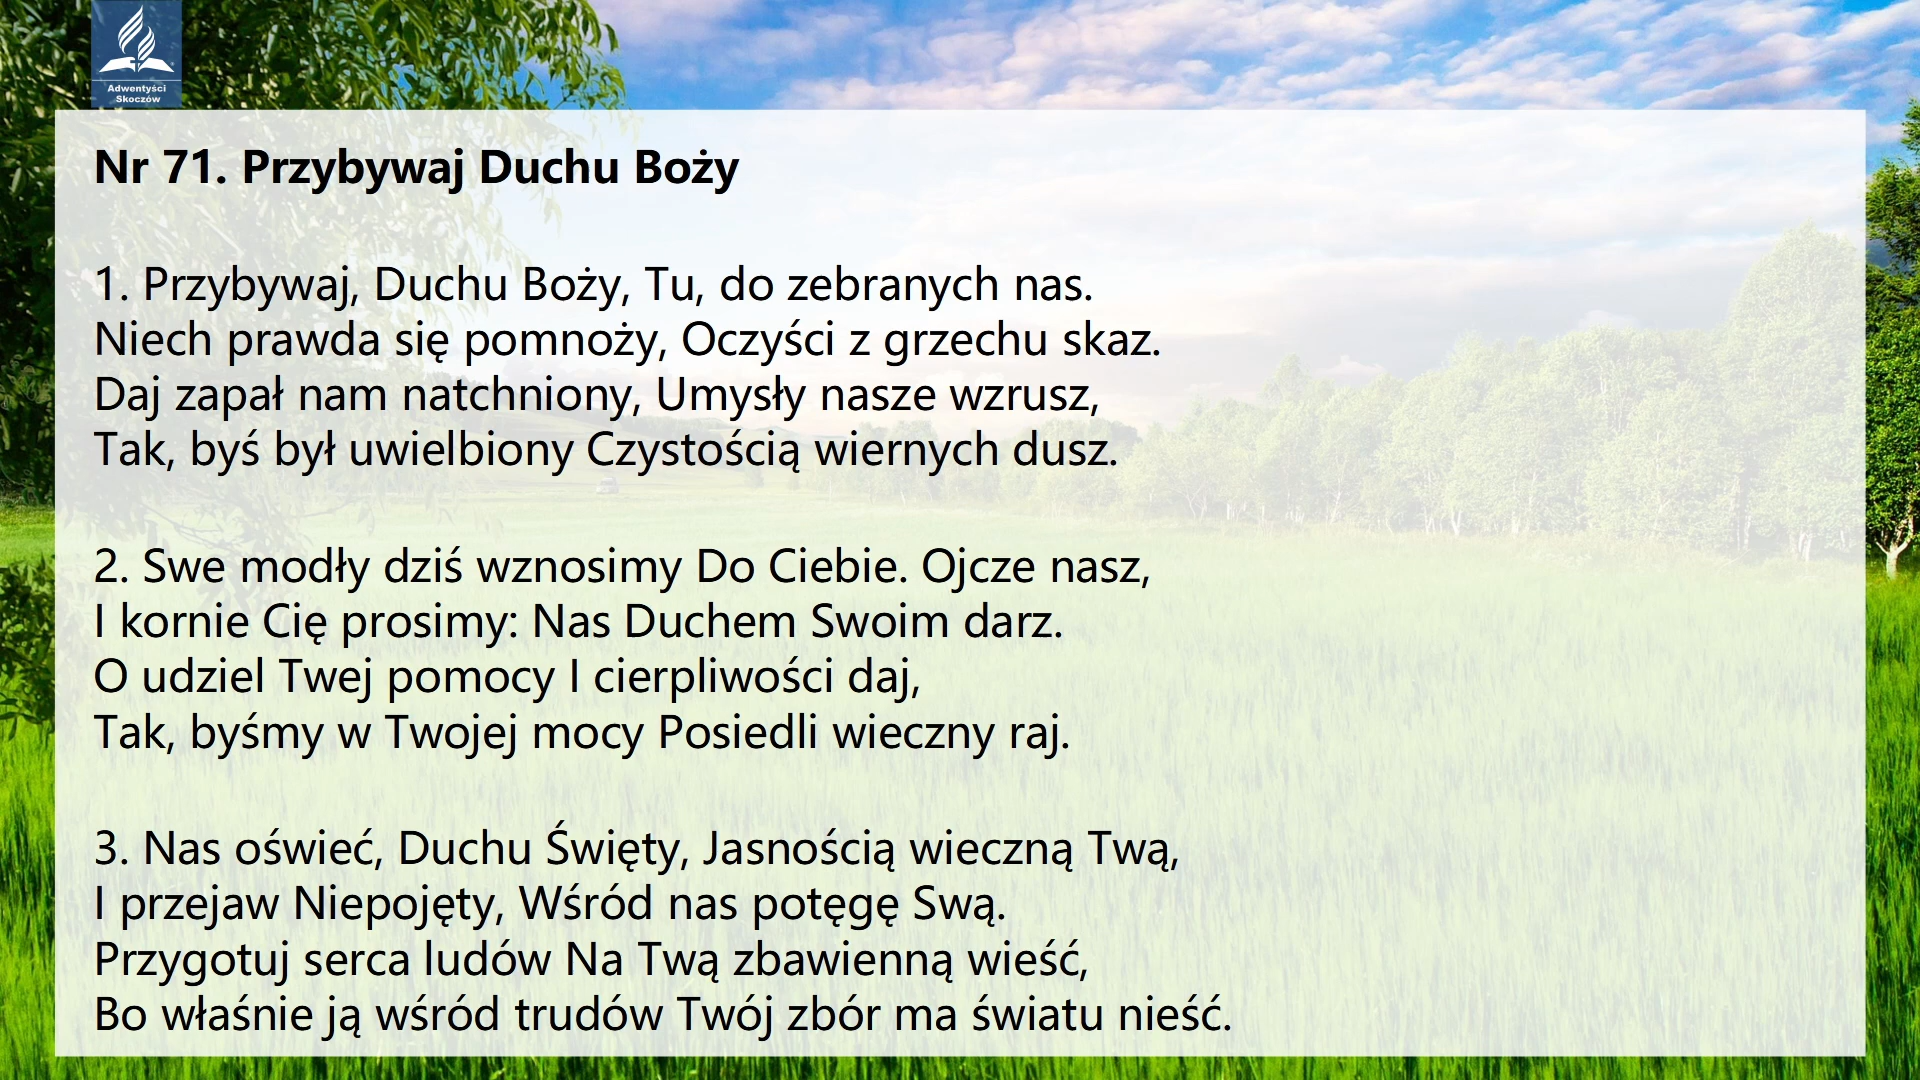 Adwentyści
Skoczów
Nr 71. Przybywaj Duchu Boży
1. Przybywaj, Duchu Boży, Tu, do zebranych nas.
Niech prawda się pomnoży, Oczyści z grzechu skaz.
Daj zapał nam natchniony, Umysły nasze wzrusz,
Tak, byś był uwielbiony Czystością wiernych dusz.
2. Swe modły dziś wznosimy Do Ciebie. Ojcze nasz,
I kornie Cię prosimy: Nas Duchem Swoim darz.
O udziel Twej pomocy I cierpliwości daj,
Tak, byśmy w Twojej mocy Posiedli wieczny raj.
3. Nas oświeć, Duchu Święty, Jasnością wieczną Twą,
I przejaw Niepojęty, Wśród nas potęgę Swą.
Przygotuj serca ludów Na Twą zbawienną wieść,
Bo właśnie ją wśród trudów Twój zbór ma światu nieść.